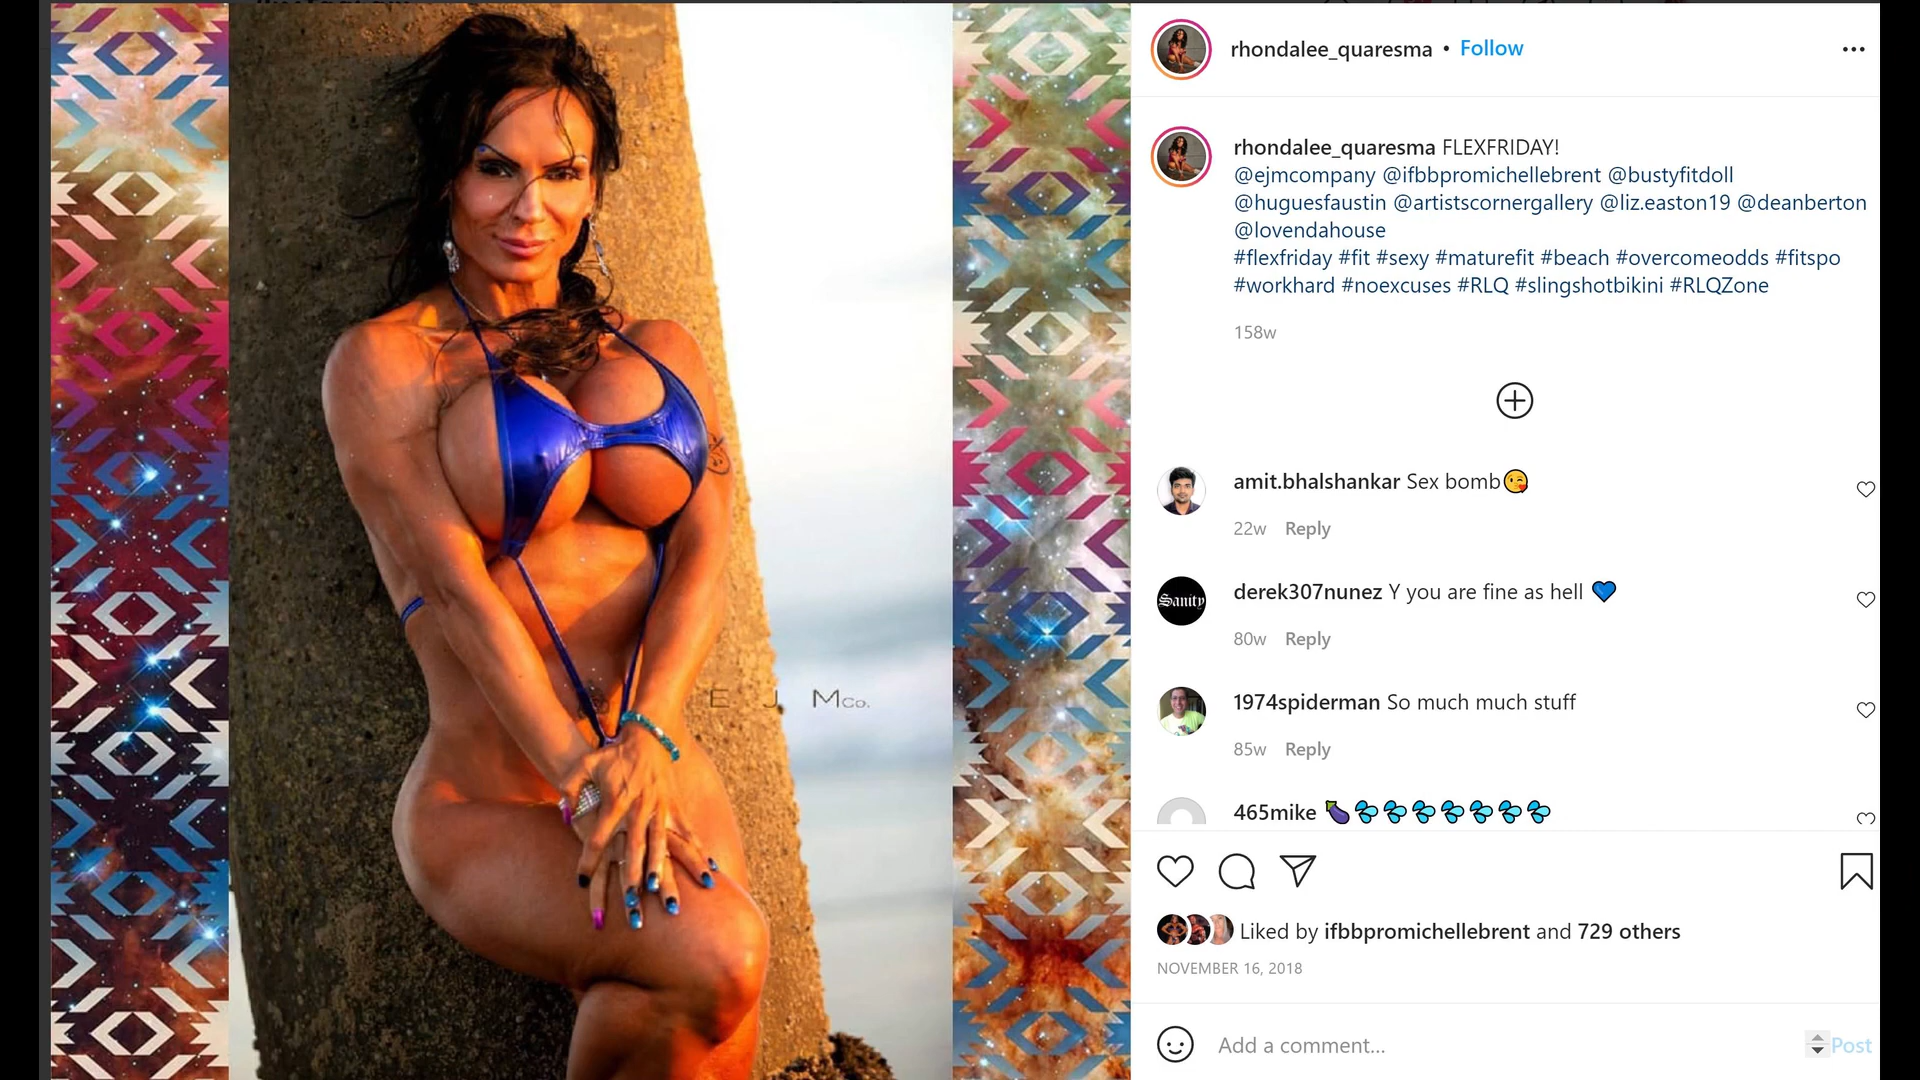 E J MCo.
rhondalee_quaresma • Follow
rhondalee_quaresma FLEXFRIDAY!
@ejmcompany @ifbbpromichellebrent @bustyfitdoll
@huguesfaustin @artistscornergallery @liz.easton19 @deanberton
@lovendahouse
#flexfriday #fit #sexy #maturefit #beach #overcomeodds #fitspo
#workhard #noexcuses #RLQ #slingshotbikini #RLQZone
158w
amit.bhalshankar Sex bomb😘
22w Reply
Sanity
derek307nunez Y you are fine as hell 💙
80w Reply
1974spiderman So much much stuff
85w Reply
465mike 🍆💦💦💦💦💦💦💦
Liked by ifbbpromichellebrent and 729 others
NOVEMBER 16, 2018
Add a comment...
Post